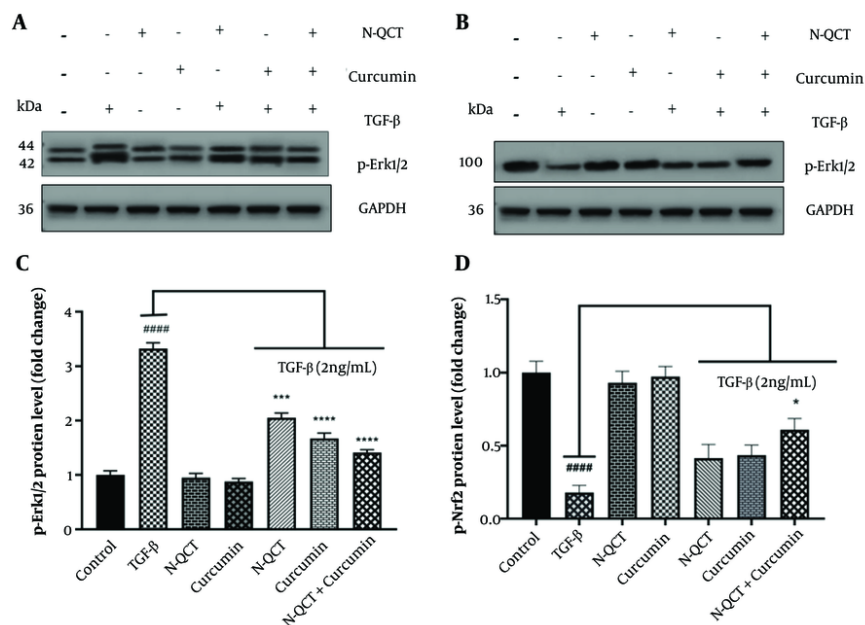 A
- - + - + - + N-QCT
- - - + - + + Curcumin
kDa - + - - + + + TGF-β
44
42 p-Erk1/2
36 GAPDH
B
- - + - + - + N-QCT
- - - + - + + Curcumin
kDa - + - - + + + TGF-β
100 p-Erk1/2
36 GAPDH
C
p-Erk1/2 protien level (fold change)
4
3
2
1
0
####
TGF-β (2ng/mL)
***
****
****
Control
TGF-β
N-QCT
Curcumin
N-QCT
Curcumin
N-QCT + Curcumin
D
p-Nrf2 protien level (fold change)
1.5
1.0
0.5
0.0
####
TGF-β (2ng/mL)
*
Control
TGF-β
N-QCT
Curcumin
N-QCT
Curcumin
N-QCT + Curcumin